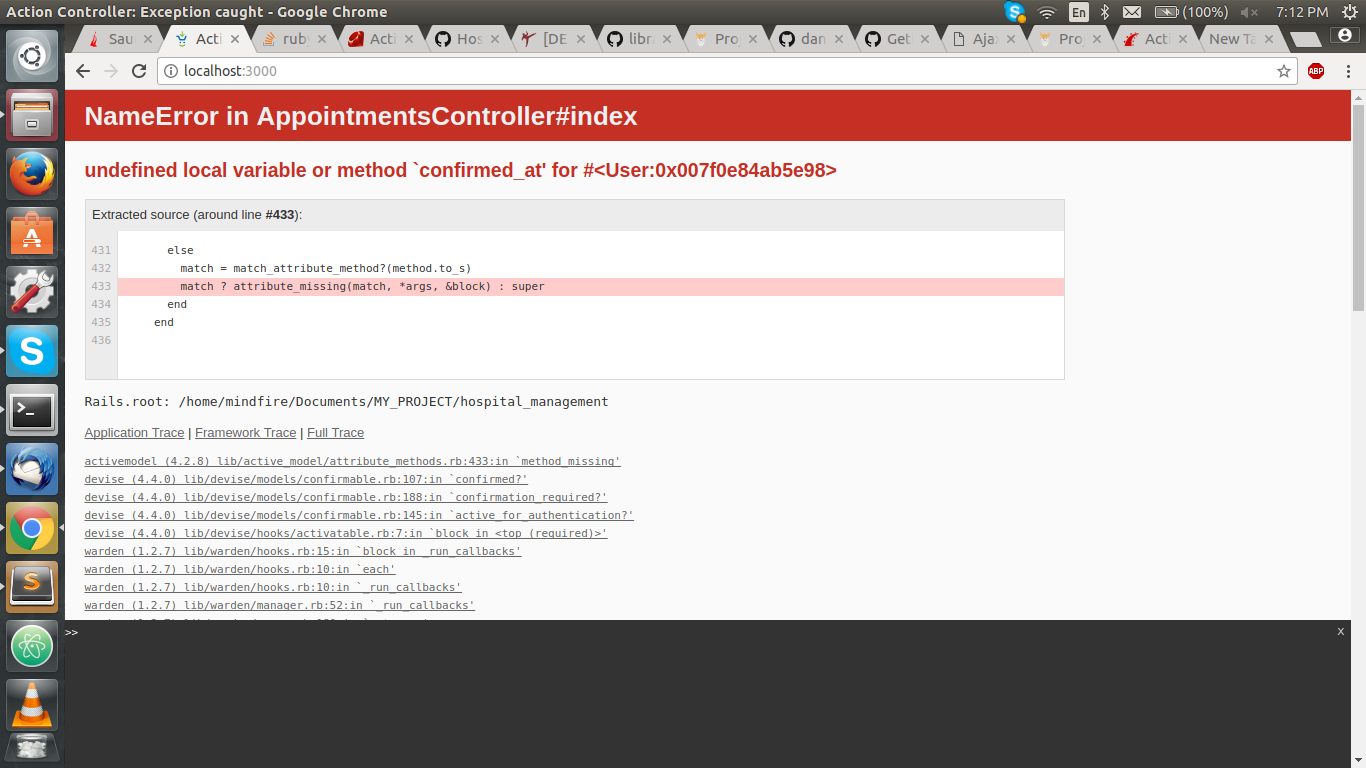 Action Controller: Exception caught - Google Chrome
En
(100%)
7:12 PM
Sau
Acti
ruby
Acti
Hos
[DE
libra
Pro
dan
Get
Ajax
Proj
Acti
New Ta
localhost:3000
ABP
NameError in AppointmentsController#index
undefined local variable or method `confirmed_at' for #<User:0x007f0e84ab5e98>
Extracted source (around line #433):
431 else
432 match = match_attribute_method?(method.to_s)
433 match ? attribute_missing(match, *args, &block) : super
434 end
435 end
436
Rails.root: /home/mindfire/Documents/MY_PROJECT/hospital_management
Application Trace | Framework Trace | Full Trace
activemodel (4.2.8) lib/active_model/attribute_methods.rb:433:in `method_missing'
devise (4.4.0) lib/devise/models/confirmable.rb:107:in `confirmed?'
devise (4.4.0) lib/devise/models/confirmable.rb:188:in `confirmation_required?'
devise (4.4.0) lib/devise/models/confirmable.rb:145:in `active_for_authentication?'
devise (4.4.0) lib/devise/hooks/activatable.rb:7:in `block in <top (required)>'
warden (1.2.7) lib/warden/hooks.rb:15:in `block in _run_callbacks'
warden (1.2.7) lib/warden/hooks.rb:10:in `each'
warden (1.2.7) lib/warden/hooks.rb:10:in `_run_callbacks'
warden (1.2.7) lib/warden/manager.rb:52:in `_run_callbacks'
>>
x